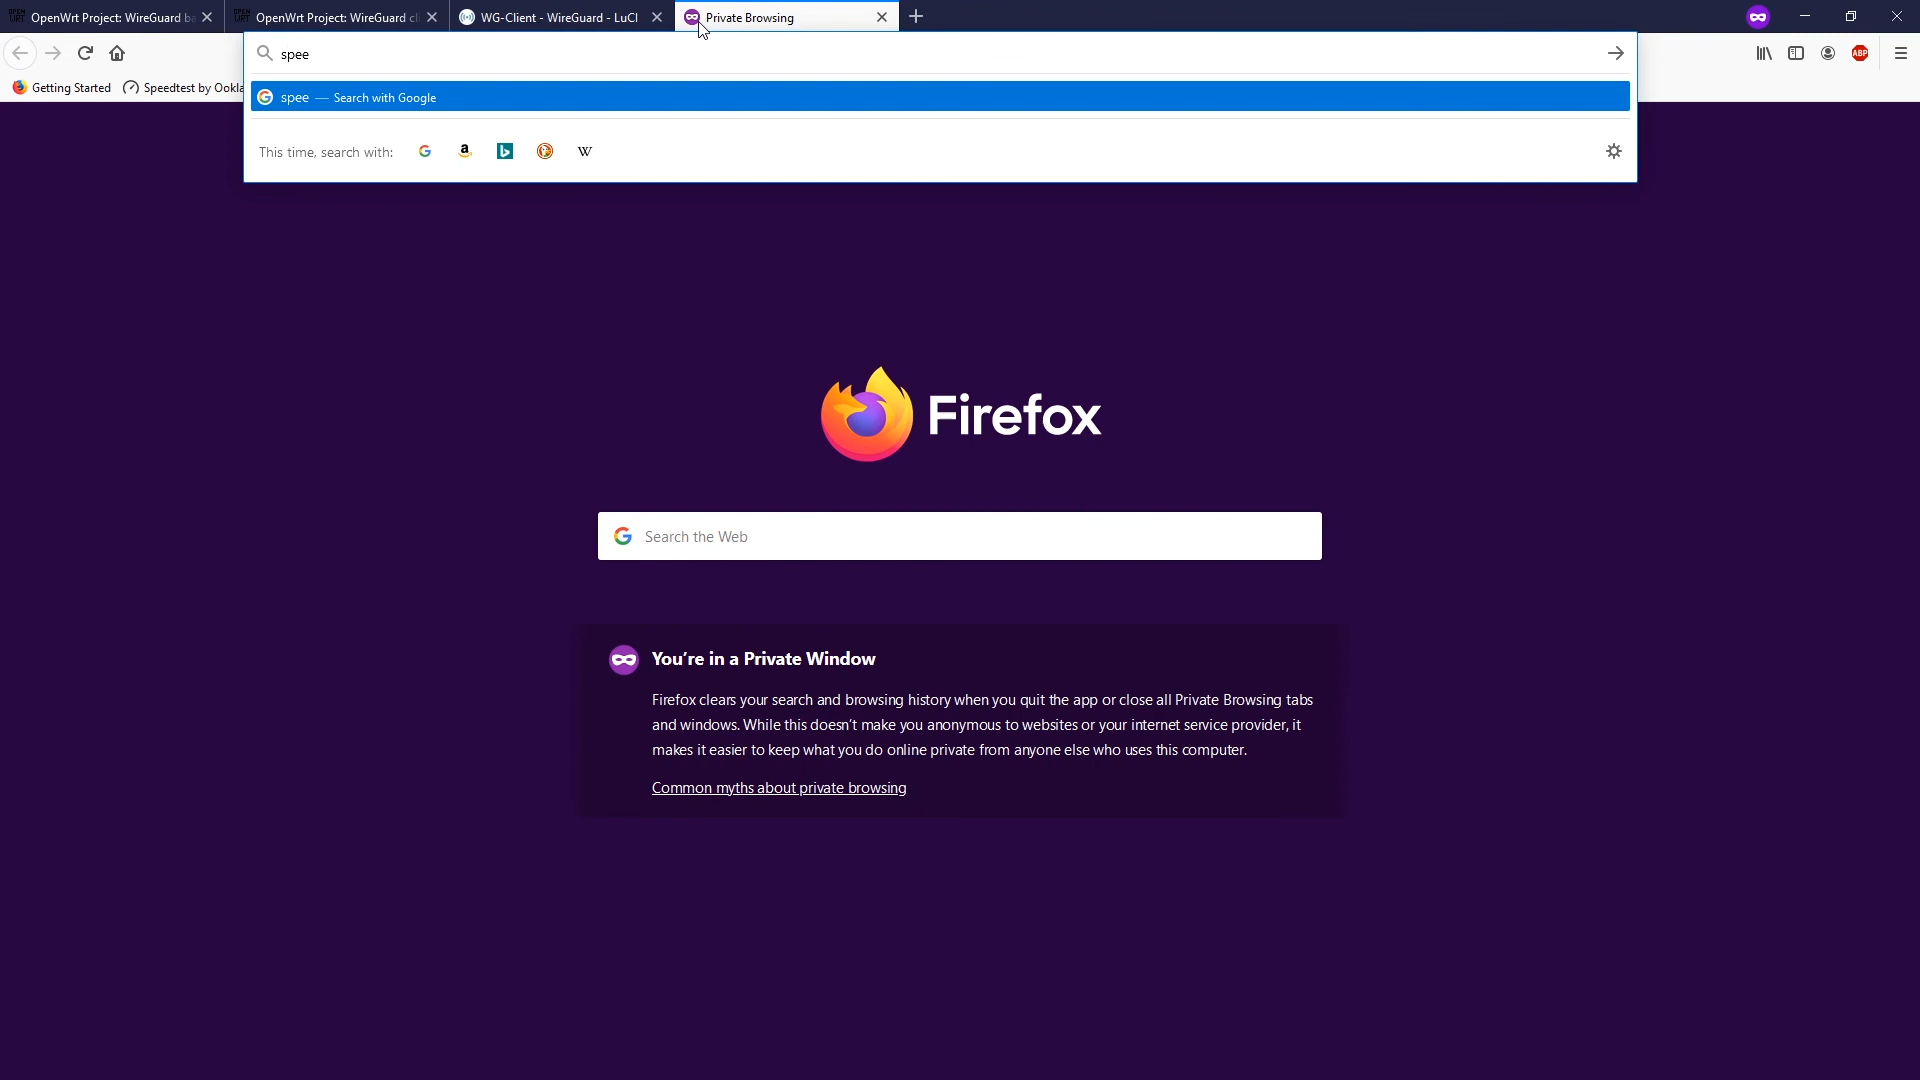 OpenWrt Project: WireGuard ba
OpenWrt Project: WireGuard cli
WG-Client - WireGuard - LuCI
Private Browsing
spee
ABP
Getting Started
Speedtest by Ookla
spee — Search with Google
This time, search with:
Firefox
Search the Web
You're in a Private Window
Firefox clears your search and browsing history when you quit the app or close all Private Browsing tabs
and windows. While this doesn't make you anonymous to websites or your internet service provider, it
makes it easier to keep what you do online private from anyone else who uses this computer.
Common myths about private browsing